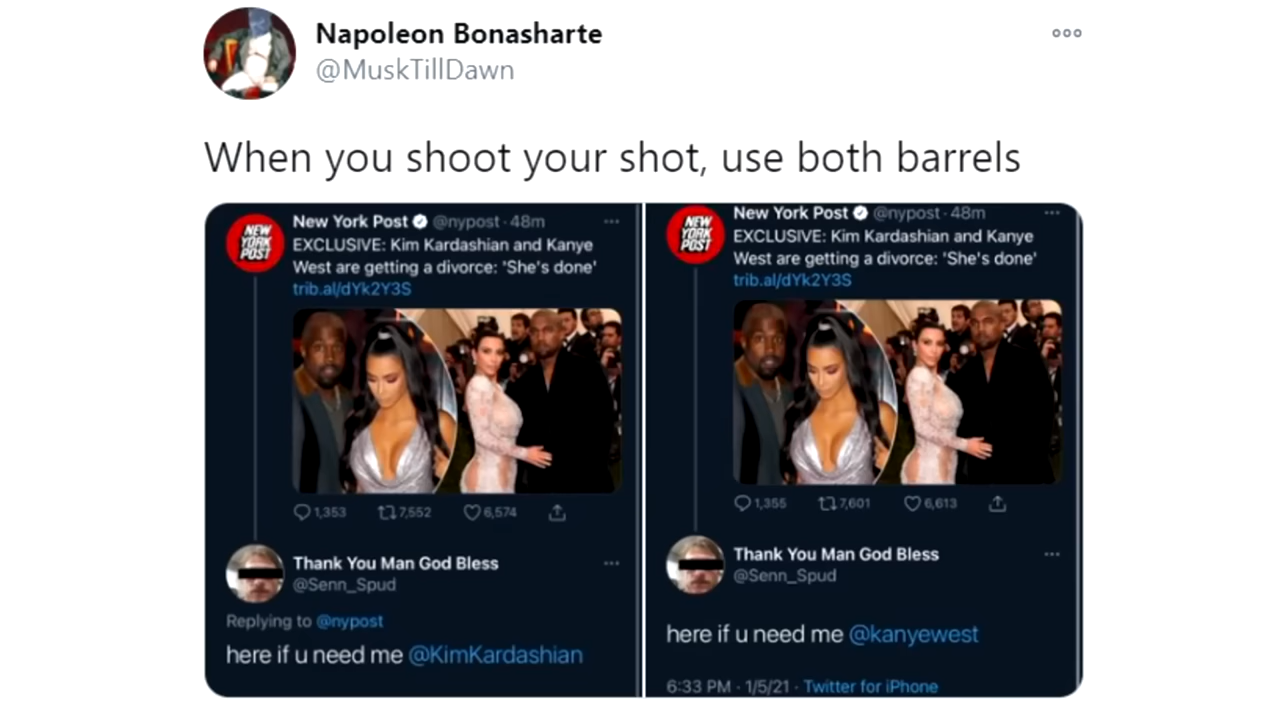 Napoleon Bonasharte
@MuskTillDawn
When you shoot your shot, use both barrels
NEW
YORK
POST
New York Post @nypost · 48m
EXCLUSIVE: Kim Kardashian and Kanye
West are getting a divorce: 'She's done'
trib.al/dYk2Y3S
1,353 7,552 6,574
Thank You Man God Bless
@Senn_Spud
Replying to @nypost
here if u need me @KimKardashian
NEW
YORK
POST
New York Post @nypost · 48m
EXCLUSIVE: Kim Kardashian and Kanye
West are getting a divorce: 'She's done'
trib.al/dYk2Y3S
1,355 7,601 6,613
Thank You Man God Bless
@Senn_Spud
here if u need me @kanyewest
6:33 PM · 1/5/21 · Twitter for iPhone